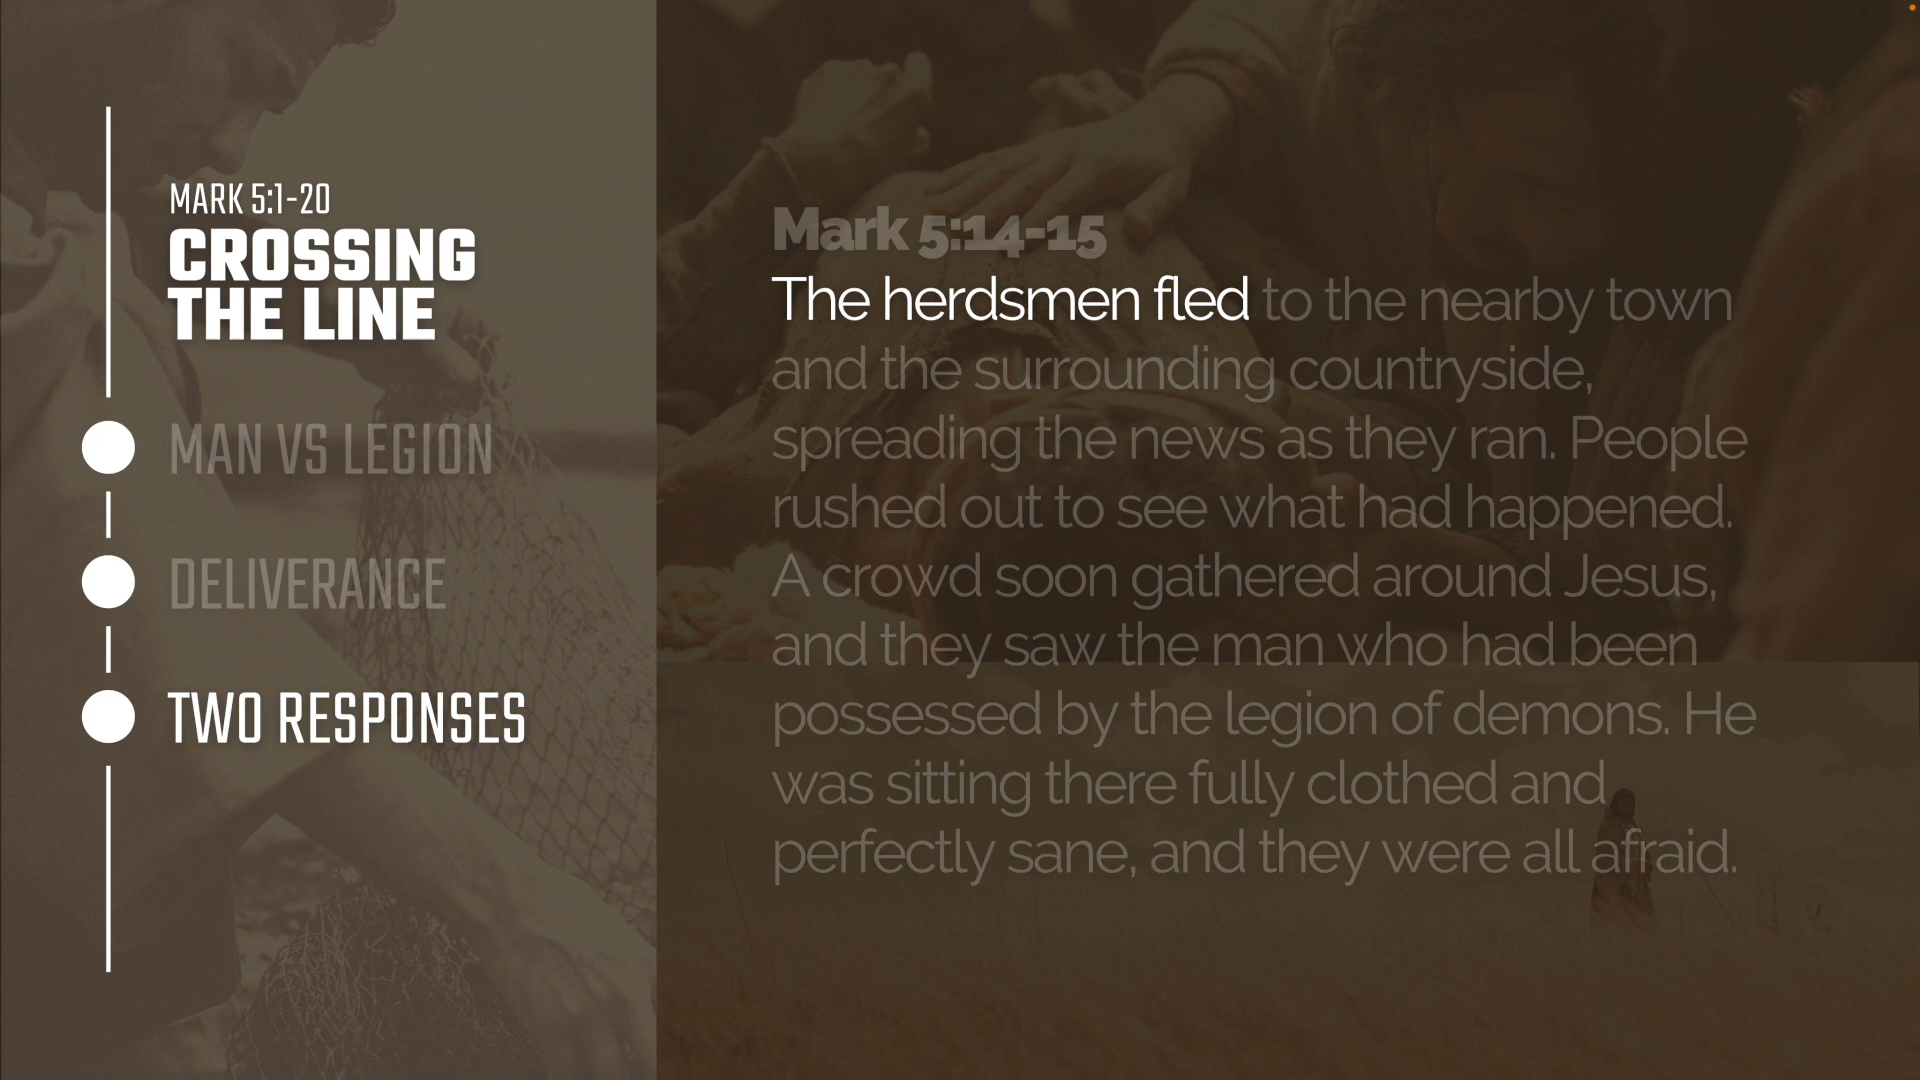 MARK 5:1-20
CROSSING
THE LINE
MAN VS LEGION
DELIVERANCE
TWO RESPONSES
Mark 5:14-15
The herdsmen fled to the nearby town
and the surrounding countryside,
spreading the news as they ran. People
rushed out to see what had happened.
A crowd soon gathered around Jesus,
and they saw the man who had been
possessed by the legion of demons. He
was sitting there fully clothed and
perfectly sane, and they were all afraid.